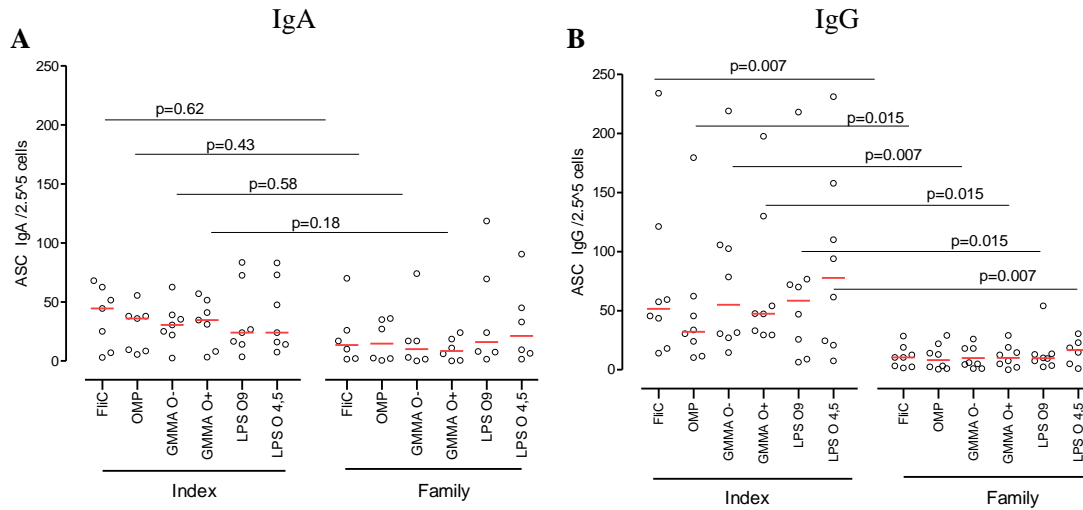 IgA
IgG
A
B
250
200
150
100
50
0
ASC IgA /2.5^5 cells
p=0.62
p=0.43
p=0.58
p=0.18
FliC
OMP
GMMA O-
GMMA O+
LPS O9
LPS O 4,5
FliC
OMP
GMMA O-
GMMA O+
LPS O9
LPS O 4,5
Index
Family
250
200
150
100
50
0
ASC IgG /2.5^5 cells
p=0.007
p=0.015
p=0.007
p=0.015
p=0.015
p=0.007
FliC
OMP
GMMA O-
GMMA O+
LPS O9
LPS O 4,5
FliC
OMP
GMMA O-
GMMA O+
LPS O9
LPS O 4,5
Index
Family